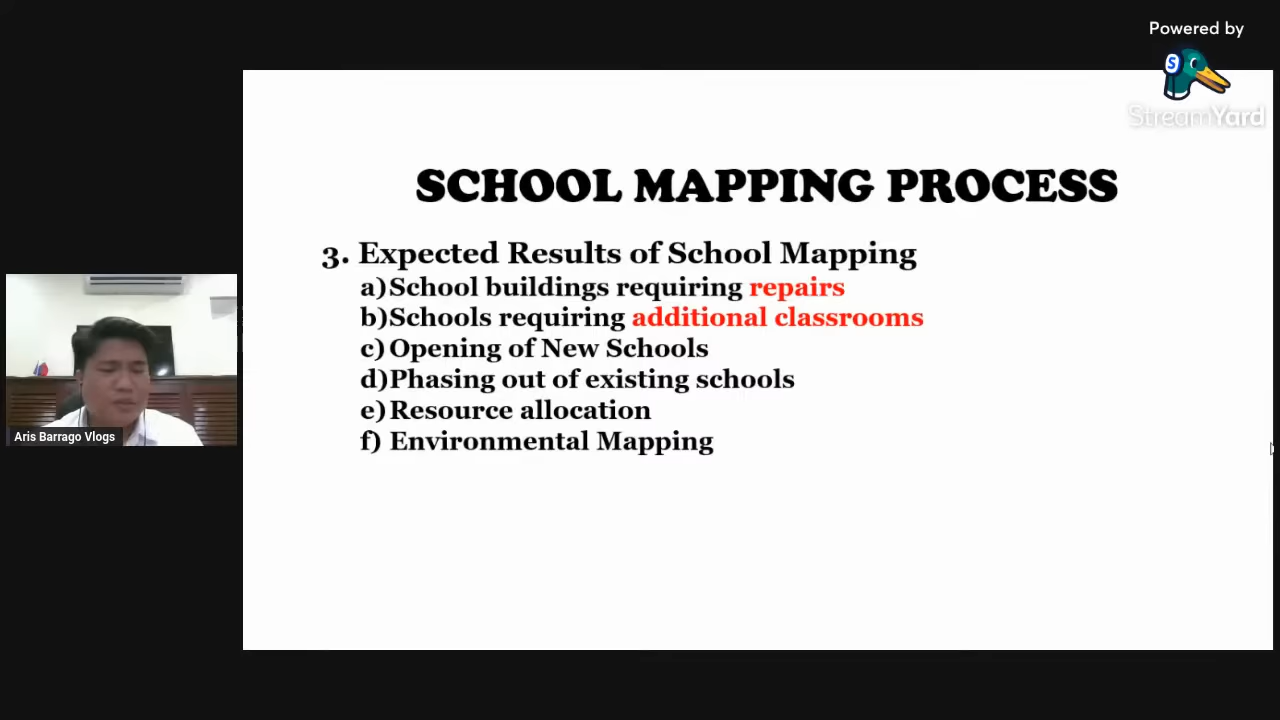 Powered by
S
StreamYard
SCHOOL MAPPING PROCESS
3. Expected Results of School Mapping
a) School buildings requiring repairs
b) Schools requiring additional classrooms
c) Opening of New Schools
d) Phasing out of existing schools
e) Resource allocation
f) Environmental Mapping
Aris Barrago Vlogs